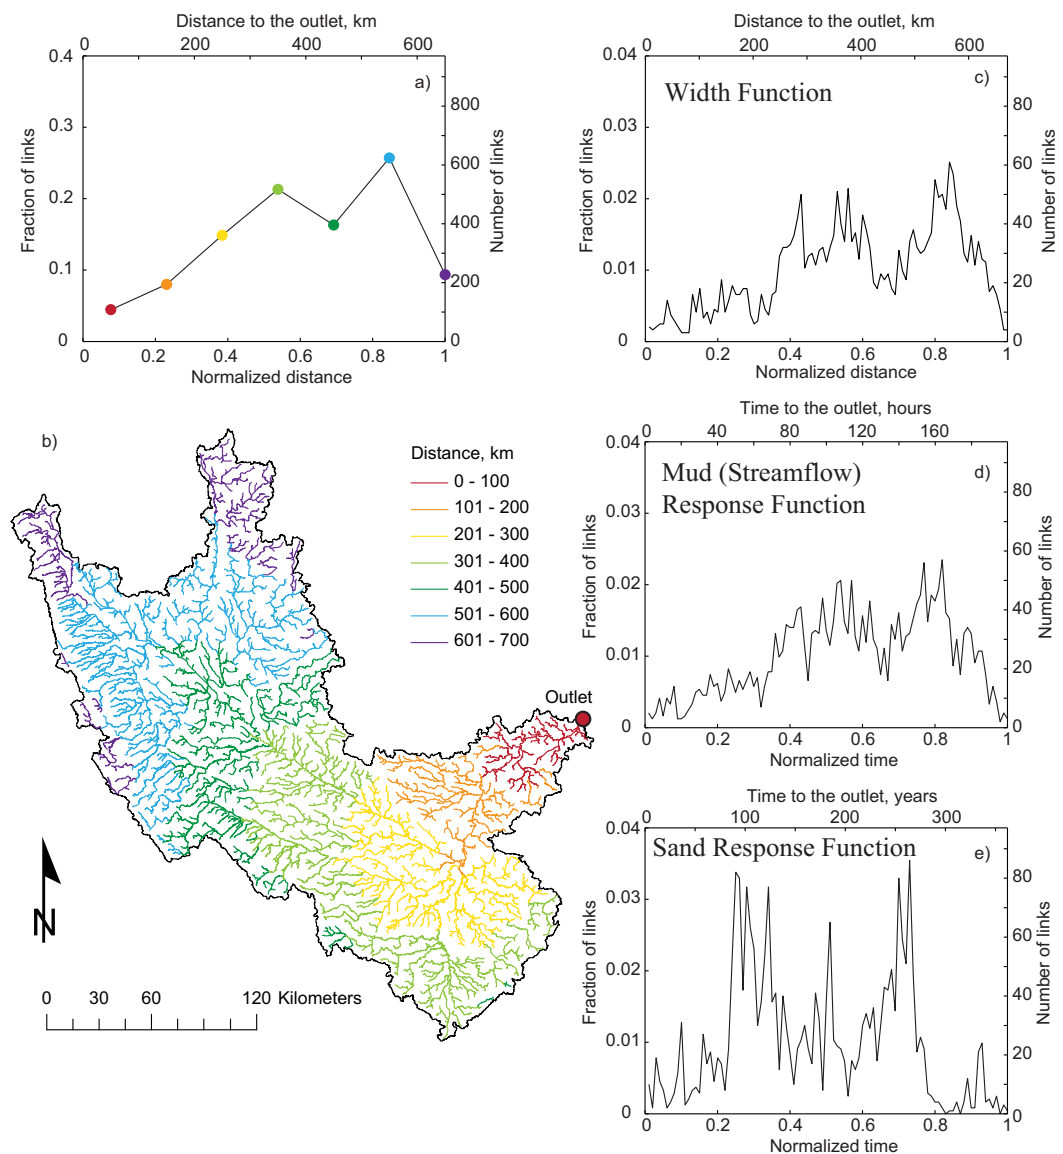 Distance to the outlet, km
0 200 400 600
0.4
0.3
0.2
0.1
0
Fraction of links
a)
800
600
400
200
0
Number of links
0 0.2 0.4 0.6 0.8 1
Normalized distance
Distance to the outlet, km
0 200 400 600
0.04
0.03
0.02
0.01
0
Fraction of links
c)
Width Function
80
60
40
20
0
Number of links
0 0.2 0.4 0.6 0.8 1
Normalized distance
b)
Distance, km
0 - 100
101 - 200
201 - 300
301 - 400
401 - 500
501 - 600
601 - 700
Outlet
N
0 30 60 120 Kilometers
Time to the outlet, hours
0 40 80 120 160
0.04
0.03
0.02
0.01
0
Fraction of links
d)
Mud (Streamflow)
Response Function
80
60
40
20
0
Number of links
0 0.2 0.4 0.6 0.8 1
Normalized time
Time to the outlet, years
0 100 200 300
0.04
0.03
0.02
0.01
0
Fraction of links
Sand Response Function
e)
80
60
40
20
0
Number of links
0 0.2 0.4 0.6 0.8 1
Normalized time